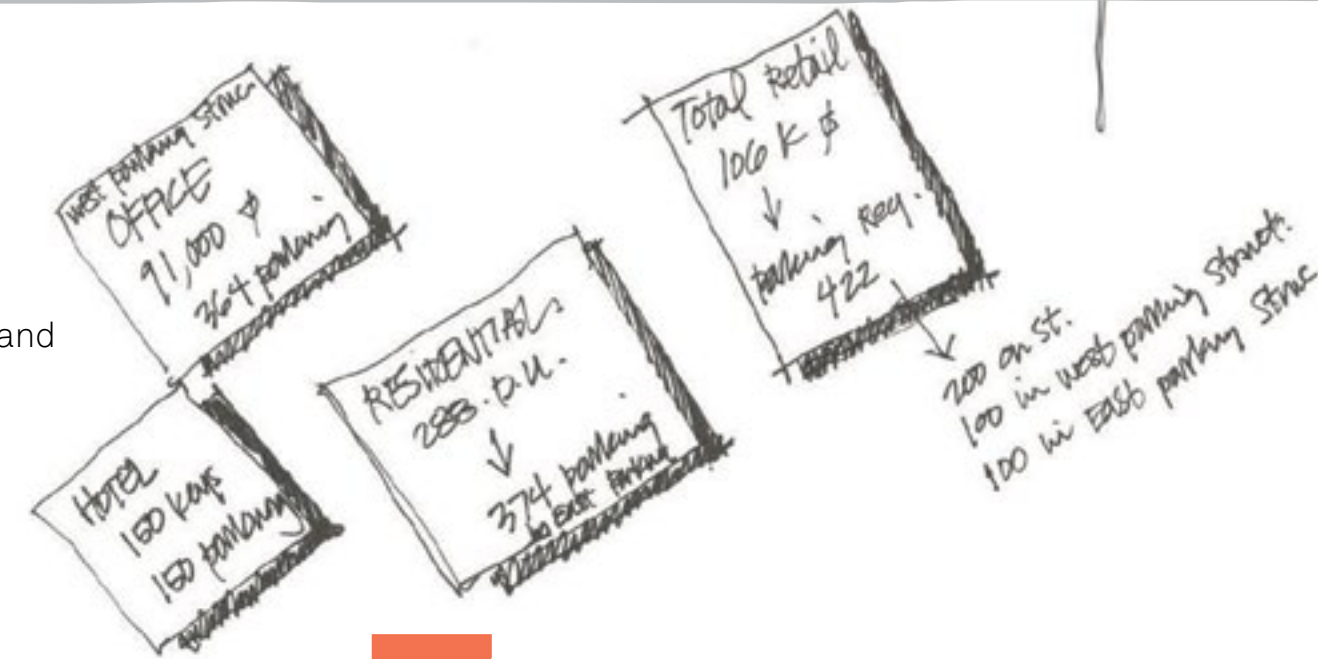 west parking struc
OFFICE
91,000 ⌀
364 parking
and
HOTEL
150 keys
150 parking
RESIDENTIAL
288 D.U.
↓
374 parking
in East Parking
Total Retail
106 K ⌀
↓
parking Req.
422
200 on St.
100 in west parking struct.
100 in East parking Struc